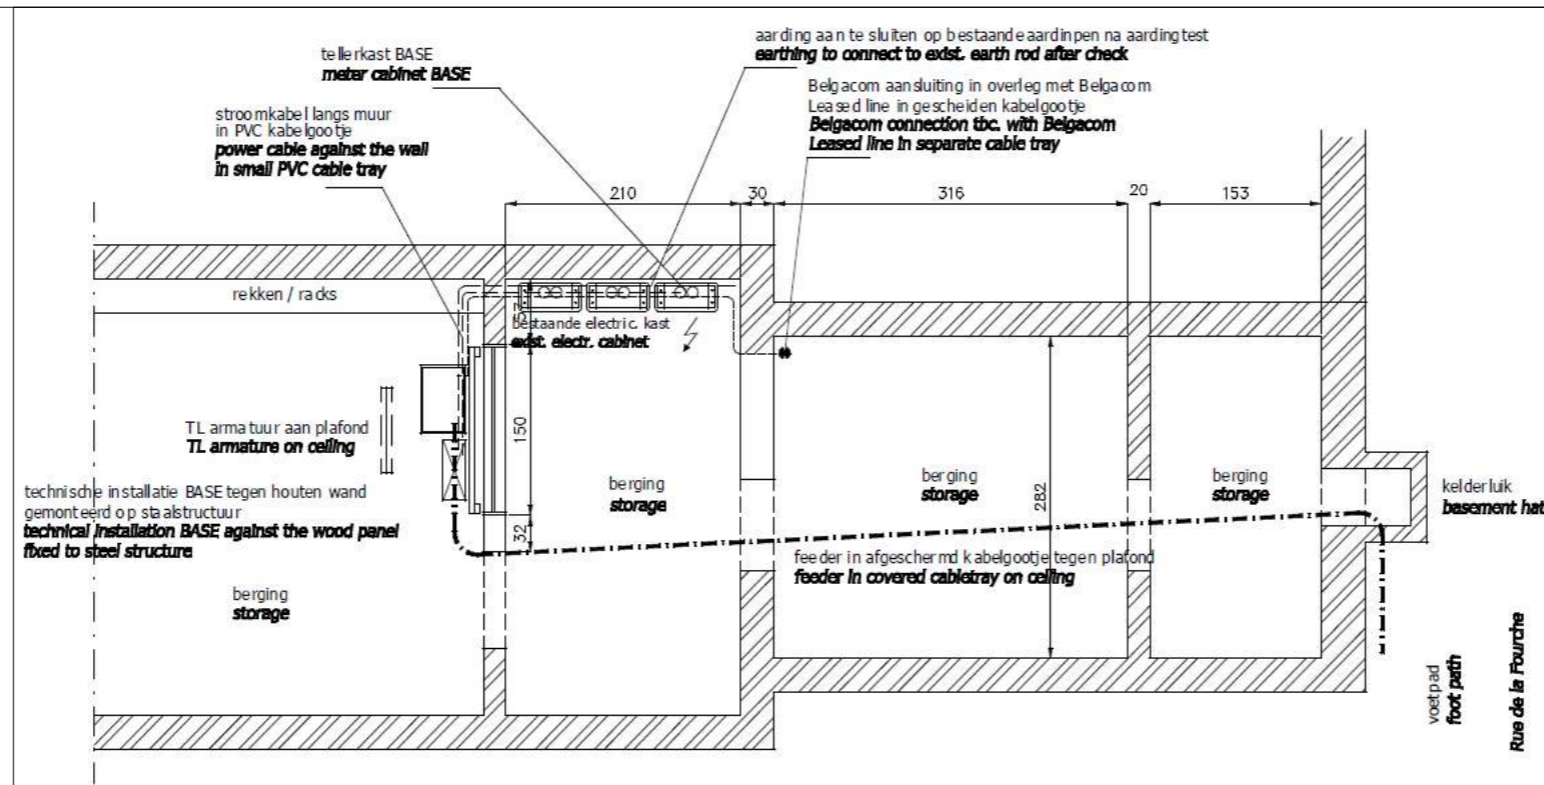 aarding aan te sluiten op bestaande aardinpen na aardingtest
earthing to connect to exist. earth rod after check
tellerkast BASE
meter cabinet BASE
Belgacom aansluiting in overleg met Belgacom
Leased line in gescheiden kabelgootje
Belgacom connection tbc. with Belgacom
Leased line in separate cable tray
stroomkabel langs muur
in PVC kabelgootje
power cable against the wall
in small PVC cable tray
210
30
316
20
153
rekken / racks
57
bestaande electric. kast
exist. electr. cabinet
150
TL armatuur aan plafond
TL armature on ceiling
berging
storage
berging
storage
berging
storage
282
kelderluik
basement hat
technische installatie BASE tegen houten wand
gemonteerd op staalstructuur
technical installation BASE against the wood panel
fixed to steel structure
32
feeder in afgeschermd kabelgootje tegen plafond
feeder in covered cabletray on ceiling
berging
storage
voetpad
foot path
Rue de la Fourche